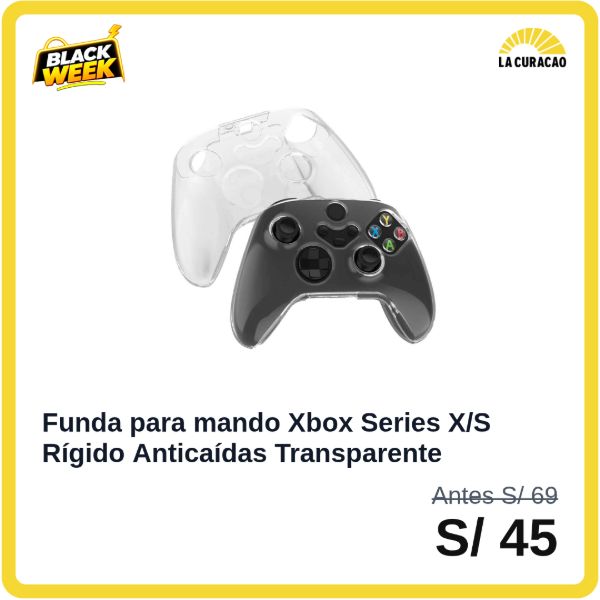 BLACK
WEEK
LA CURACAO
Y
X
B
A
Funda para mando Xbox Series X/S
Rígido Anticaídas Transparente
Antes S/ 69
S/ 45